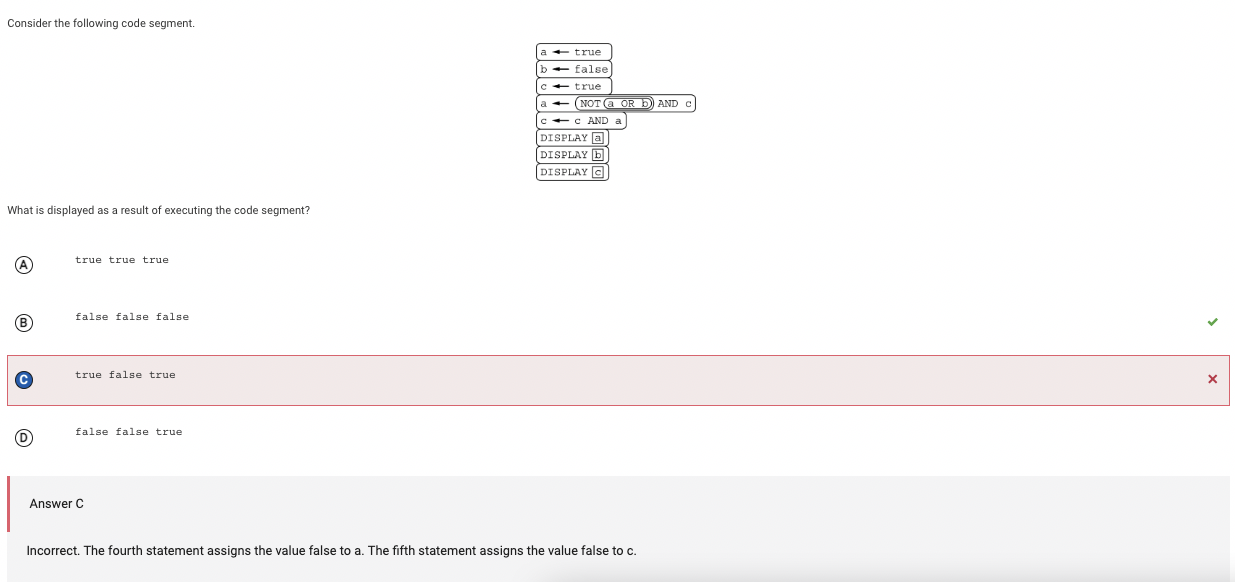 Consider the following code segment.
a ← true
b ← false
c ← true
a ← NOT a OR b AND c
c ← c AND a
DISPLAY a
DISPLAY b
DISPLAY c
What is displayed as a result of executing the code segment?
A true true true
B false false false
C true false true
D false false true
Answer C
Incorrect. The fourth statement assigns the value false to a. The fifth statement assigns the value false to c.